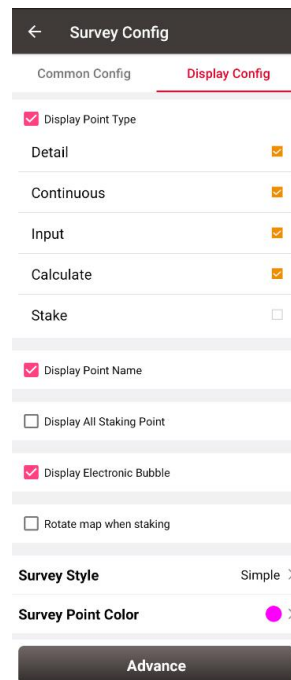 Survey Config
Common Config Display Config
Display Point Type
Detail
Continuous
Input
Calculate
Stake
Display Point Name
Display All Staking Point
Display Electronic Bubble
Rotate map when staking
Survey Style Simple
Survey Point Color
Advance